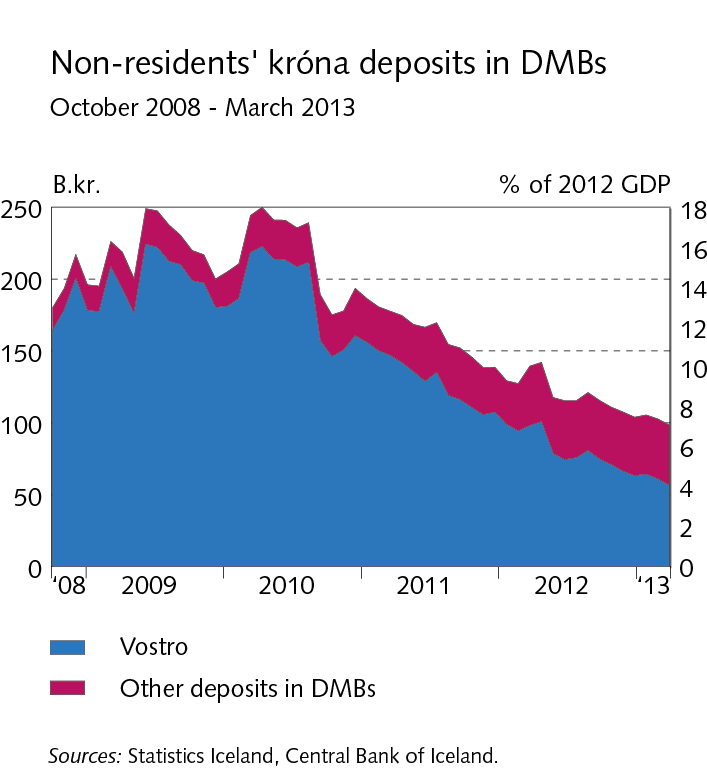 Non-residents' króna deposits in DMBs
October 2008 - March 2013
B.kr.
% of 2012 GDP
250
200
150
100
50
0
18
16
14
12
10
8
6
4
2
0
'08 2009 2010 2011 2012 '13
Vostro
Other deposits in DMBs
Sources: Statistics Iceland, Central Bank of Iceland.